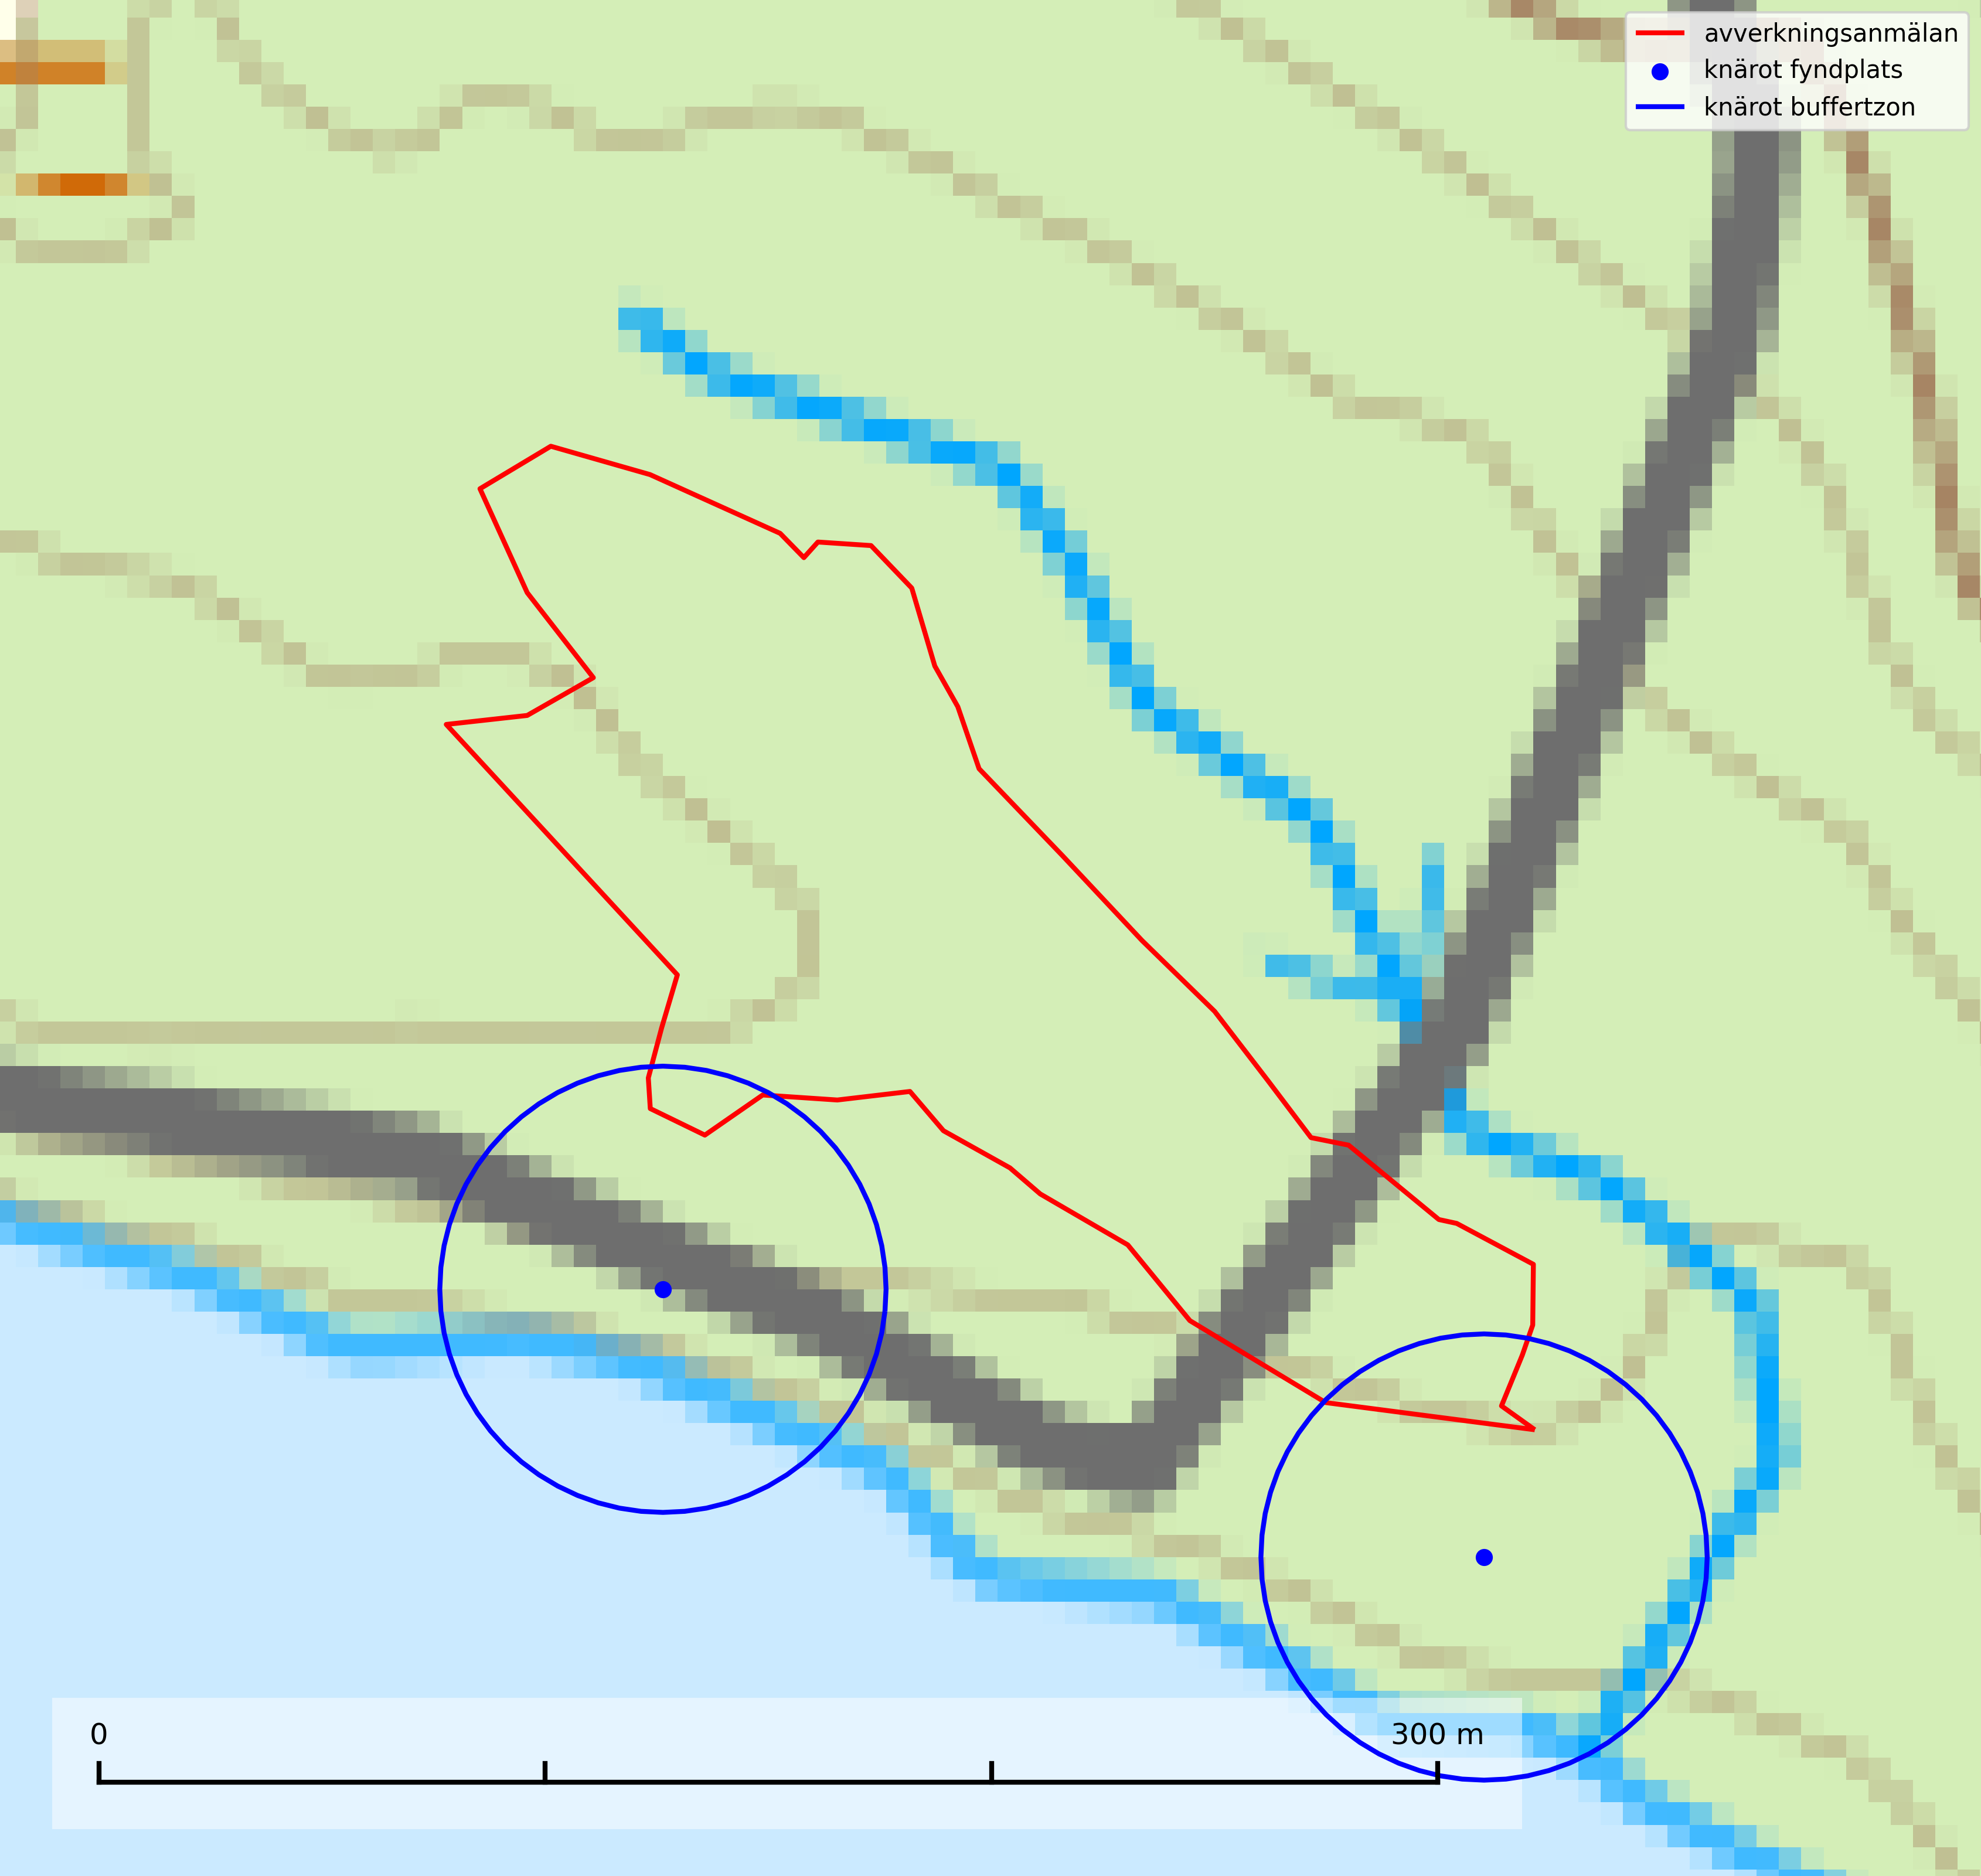 avverkningsanmälan
knärot fyndplats
knärot buffertzon
0 300 m